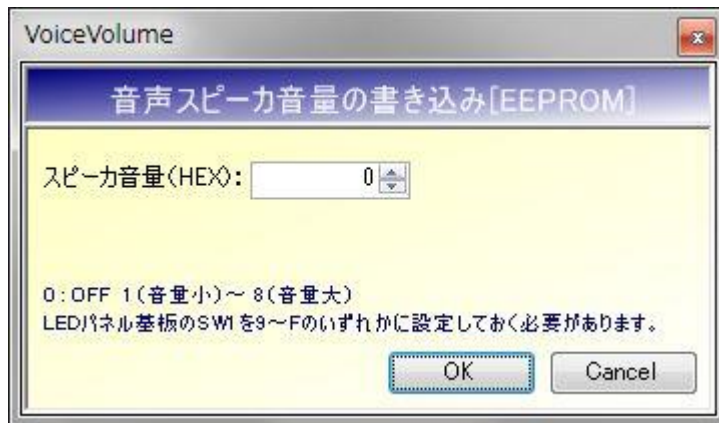 VoiceVolume
音声スピーカ音量の書き込み[EEPROM]
スピーカ音量(HEX): 0
0:OFF 1(音量小)～8(音量大)
LEDパネル基板のSW1を9～Fのいずれかに設定しておく必要があります。
OK Cancel